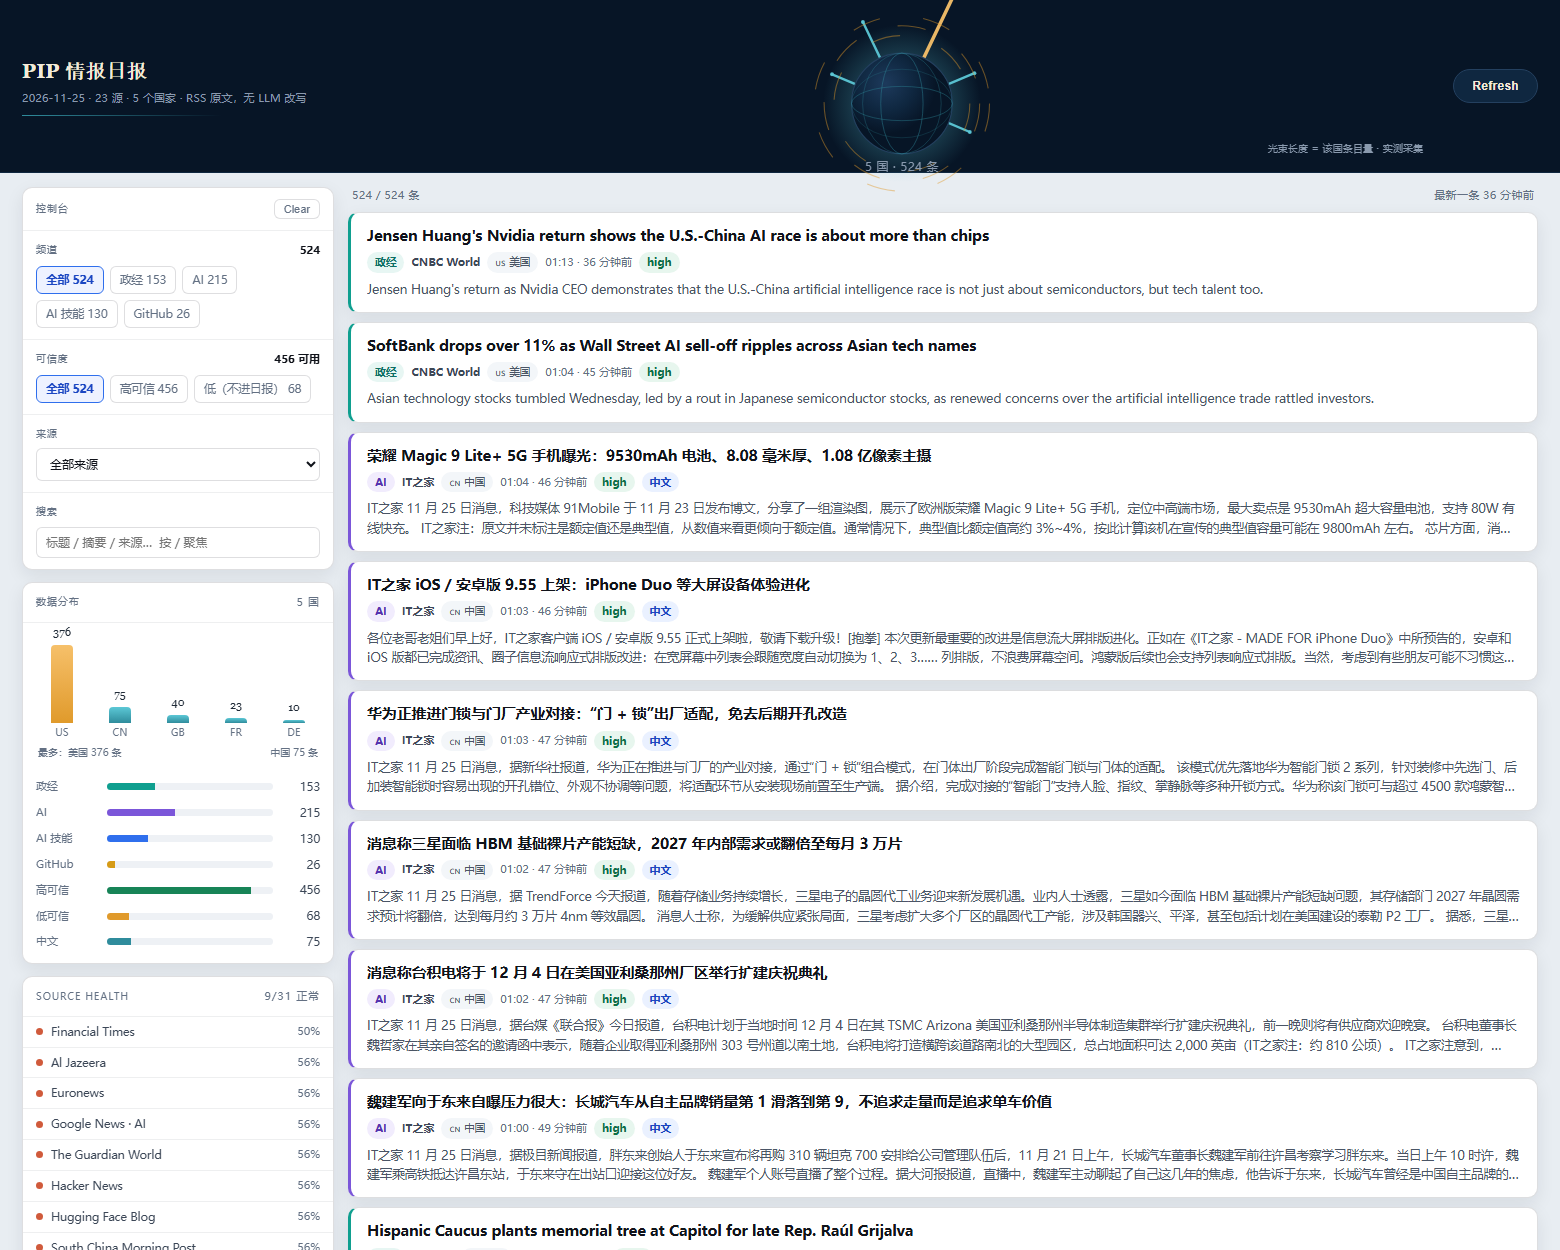 PIP 情报日报
2026-11-25 · 23 源 · 5 个国家 · RSS 原文，无 LLM 改写
5 国 · 524 条
Refresh
光束长度 = 该国条目量 · 实测采集
控制台
Clear
频道
524
全部 524
政经 153
AI 215
AI 技能 130
GitHub 26
可信度
456 可用
全部 524
高可信 456
低（不进日报） 68
来源
全部来源
搜索
标题 / 摘要 / 来源... 按 / 聚焦
数据分布
5 国
376
75
40
23
10
US
CN
GB
FR
DE
最多：美国 376 条
中国 75 条
政经
153
AI
215
AI 技能
130
GitHub
26
高可信
456
低可信
68
中文
75
SOURCE HEALTH
9/31 正常
Financial Times
50%
Al Jazeera
56%
Euronews
56%
Google News · AI
56%
The Guardian World
56%
Hacker News
56%
Hugging Face Blog
56%
South China Morning Post
56%
524 / 524 条
最新一条 36 分钟前
Jensen Huang's Nvidia return shows the U.S.-China AI race is about more than chips
政经 CNBC World us 美国 01:13 · 36 分钟前 high
Jensen Huang's return as Nvidia CEO demonstrates that the U.S.-China artificial intelligence race is not just about semiconductors, but tech talent too.
SoftBank drops over 11% as Wall Street AI sell-off ripples across Asian tech names
政经 CNBC World us 美国 01:04 · 45 分钟前 high
Asian technology stocks tumbled Wednesday, led by a rout in Japanese semiconductor stocks, as renewed concerns over the artificial intelligence trade rattled investors.
荣耀 Magic 9 Lite+ 5G 手机曝光：9530mAh 电池、8.08 毫米厚、1.08 亿像素主摄
AI IT之家 CN 中国 01:04 · 46 分钟前 high 中文
IT之家 11 月 25 日消息，科技媒体 91Mobile 于 11 月 23 日发布博文，分享了一组渲染图，展示了欧洲版荣耀 Magic 9 Lite+ 5G 手机，定位中高端市场，最大卖点是 9530mAh 超大容量电池，支持 80W 有
线快充。 IT之家注：原文并未标注是额定值还是典型值，从数值来看更倾向于额定值。通常情况下，典型值比额定值高约 3%~4%，按此计算该机在宣传的典型值容量可能在 9800mAh 左右。 芯片方面，消...
IT之家 iOS / 安卓版 9.55 上架：iPhone Duo 等大屏设备体验进化
AI IT之家 CN 中国 01:03 · 46 分钟前 high 中文
各位老哥老姐们早上好，IT之家客户端 iOS / 安卓版 9.55 正式上架啦，敬请下载升级！[抱拳] 本次更新最重要的改进是信息流大屏排版进化。正如在《IT之家 - MADE FOR iPhone Duo》中所预告的，安卓和
iOS 版都已完成资讯、圈子信息流响应式排版改进：在宽屏幕中列表会跟随宽度自动切换为 1、2、3…… 列排版，不浪费屏幕空间。鸿蒙版后续也会支持列表响应式排版。当然，考虑到有些朋友可能不习惯这...
华为正推进门锁与门厂产业对接：“门 + 锁”出厂适配，免去后期开孔改造
AI IT之家 CN 中国 01:03 · 47 分钟前 high 中文
IT之家 11 月 25 日消息，据新华社报道，华为正在推进与门厂的产业对接，通过“门 + 锁”组合模式，在门体出厂阶段完成智能门锁与门体的适配。 该模式优先落地华为智能门锁 2 系列，针对装修中先选门、后
加装智能锁时容易出现的开孔错位、外观不协调等问题，将适配环节从安装现场前置至生产端。 据介绍，完成对接的“智能门”支持人脸、指纹、掌静脉等多种开锁方式。华为称该门锁可与超过 4500 款鸿蒙智...
消息称三星面临 HBM 基础裸片产能短缺，2027 年内部需求或翻倍至每月 3 万片
AI IT之家 CN 中国 01:02 · 47 分钟前 high 中文
IT之家 11 月 25 日消息，据 TrendForce 今天报道，随着存储业务持续增长，三星电子的晶圆代工业务迎来新发展机遇。业内人士透露，三星如今面临 HBM 基础裸片产能短缺问题，其存储部门 2027 年晶圆需
求预计将翻倍，达到每月约 3 万片 4nm 等效晶圆。 消息人士称，为缓解供应紧张局面，三星考虑扩大多个厂区的晶圆代工产能，涉及韩国器兴、平泽，甚至包括计划在美国建设的泰勒 P2 工厂。 据悉，三星...
消息称台积电将于 12 月 4 日在美国亚利桑那州厂区举行扩建庆祝典礼
AI IT之家 CN 中国 01:02 · 47 分钟前 high 中文
IT之家 11 月 25 日消息，据台媒《联合报》今日报道，台积电计划于当地时间 12 月 4 日在其 TSMC Arizona 美国亚利桑那州半导体制造集群举行扩建庆祝典礼，前一晚则将有供应商欢迎晚宴。 台积电董事长
魏哲家在其亲自签名的邀请函中表示，随着企业取得亚利桑那州 303 号州道以南土地，台积电将打造横跨该道路南北的大型园区，总占地面积可达 2,000 英亩（IT之家注：约 810 公顷）。 IT之家注意到，...
魏建军向于东来自曝压力很大：长城汽车从自主品牌销量第 1 滑落到第 9，不追求走量而是追求单车价值
AI IT之家 CN 中国 01:00 · 49 分钟前 high 中文
IT之家 11 月 25 日消息，据极目新闻报道，胖东来创始人于东来宣布将再购 310 辆坦克 700 安排给公司管理队伍后，11 月 21 日上午，长城汽车董事长魏建军前往许昌考察学习胖东来。当日上午 10 时许，魏
建军乘高铁抵达许昌东站，于东来守在出站口迎接这位好友。 魏建军个人账号直播了整个过程。据大河报报道，直播中，魏建军主动聊起了自己这几年的焦虑，他告诉于东来，长城汽车曾经是中国自主品牌的...
Hispanic Caucus plants memorial tree at Capitol for late Rep. Raúl Grijalva